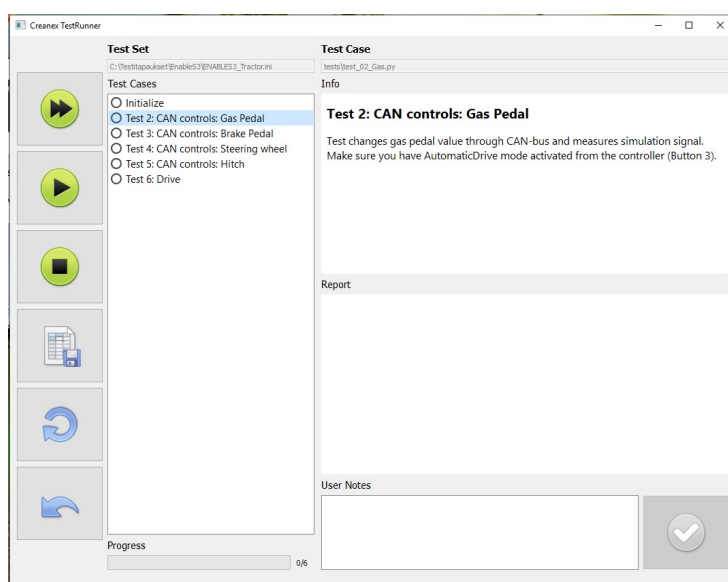 Creanex TestRunner
Test Set
C:\Testitapaukset\EnableS3\ENABLES3_Tractor.ini
Test Cases
Initialize
Test 2: CAN controls: Gas Pedal
Test 3: CAN controls: Brake Pedal
Test 4: CAN controls: Steering wheel
Test 5: CAN controls: Hitch
Test 6: Drive
Progress
0/6
Test Case
tests\test_02_Gas.py
Info
Test 2: CAN controls: Gas Pedal
Test changes gas pedal value through CAN-bus and measures simulation signal.
Make sure you have AutomaticDrive mode activated from the controller (Button 3).
Report
User Notes